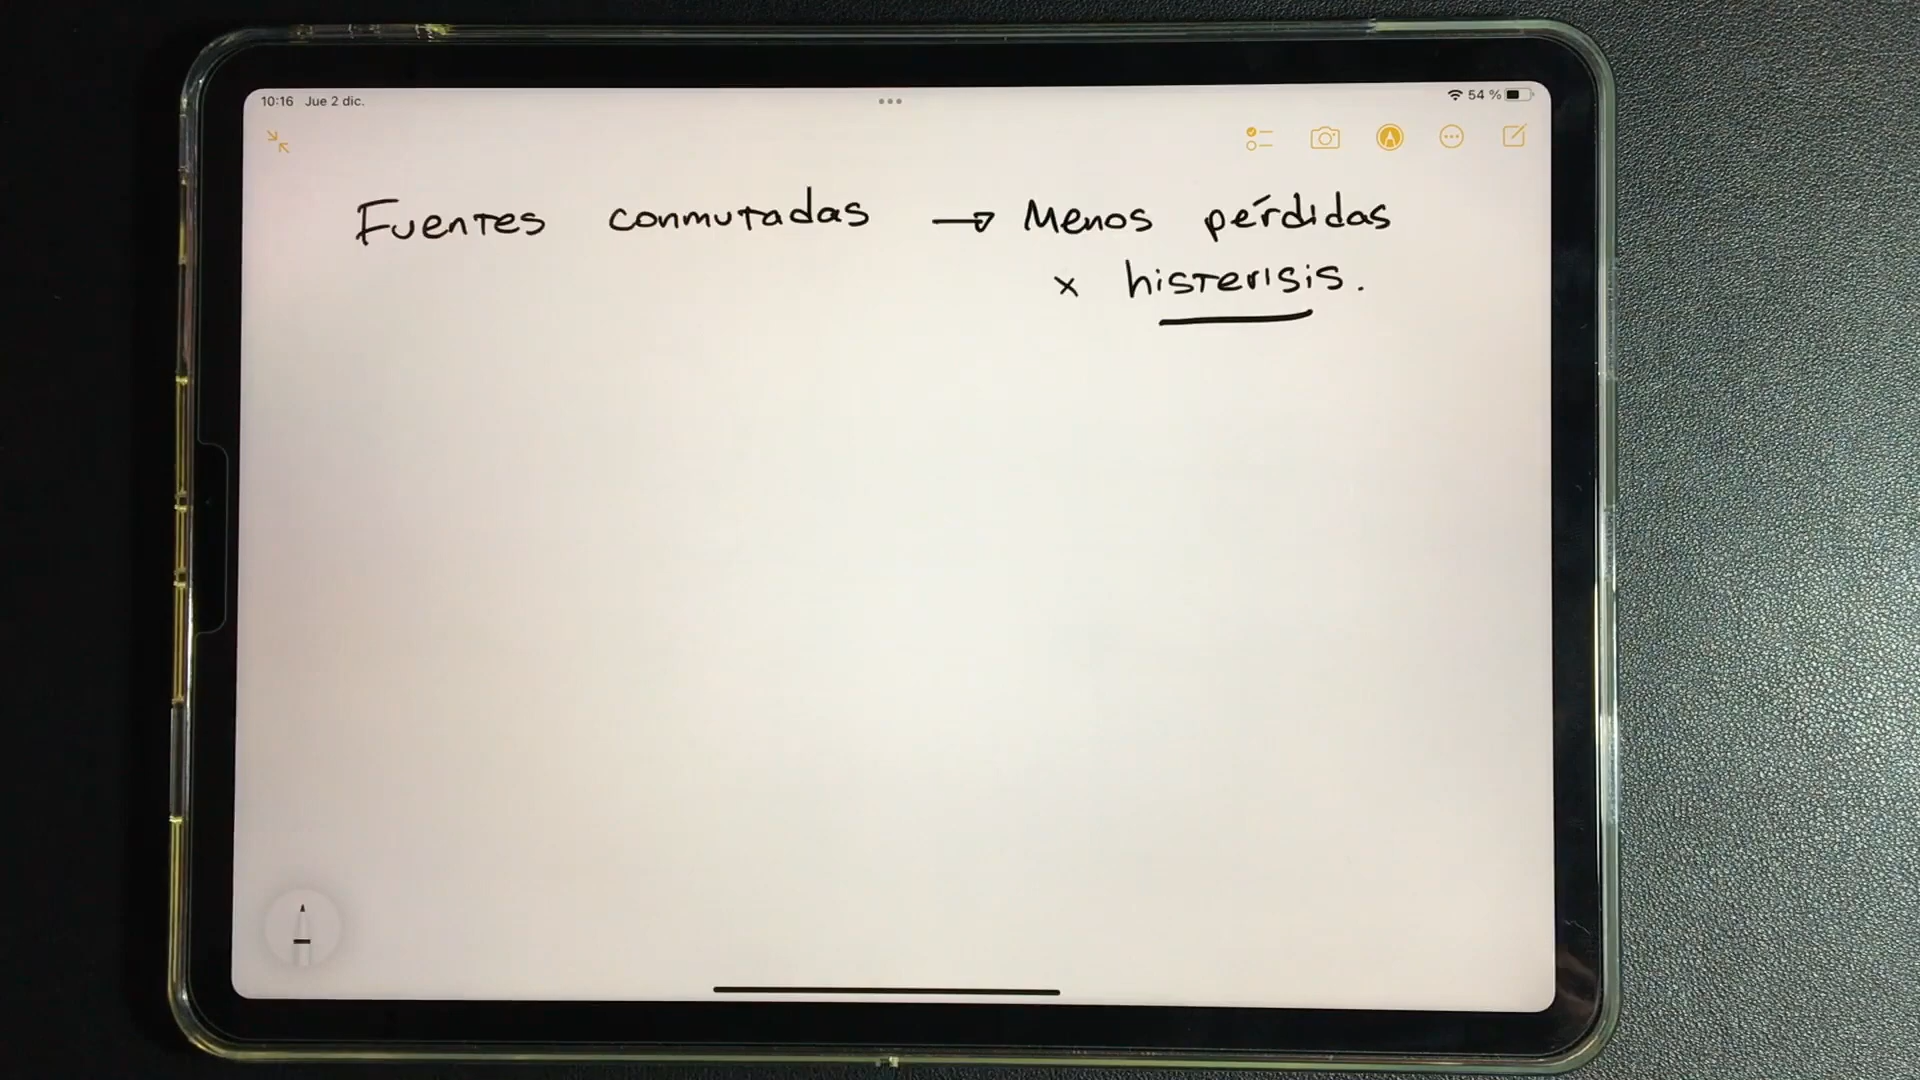 10:16 Jue 2 dic. 54 %
Fuentes conmutadas → Menos pérdidas
x histerisis.